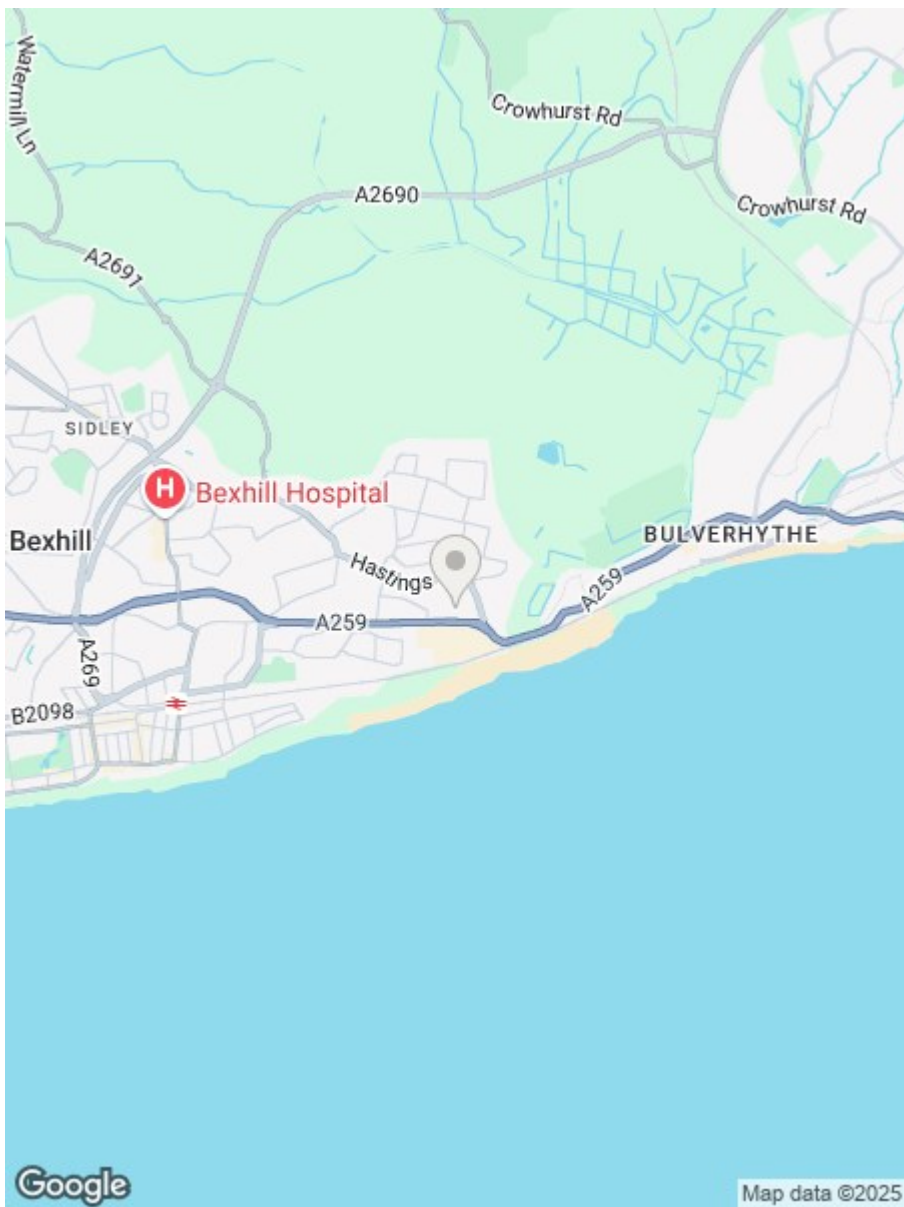 Watermill Ln
Crowhurst Rd
A2690
Crowhurst Rd
A2691
SIDLEY
H
Bexhill Hospital
Bexhill
BULVERHYTHE
Hastings
A259
A259
A269
B2098
Google
Map data ©2025